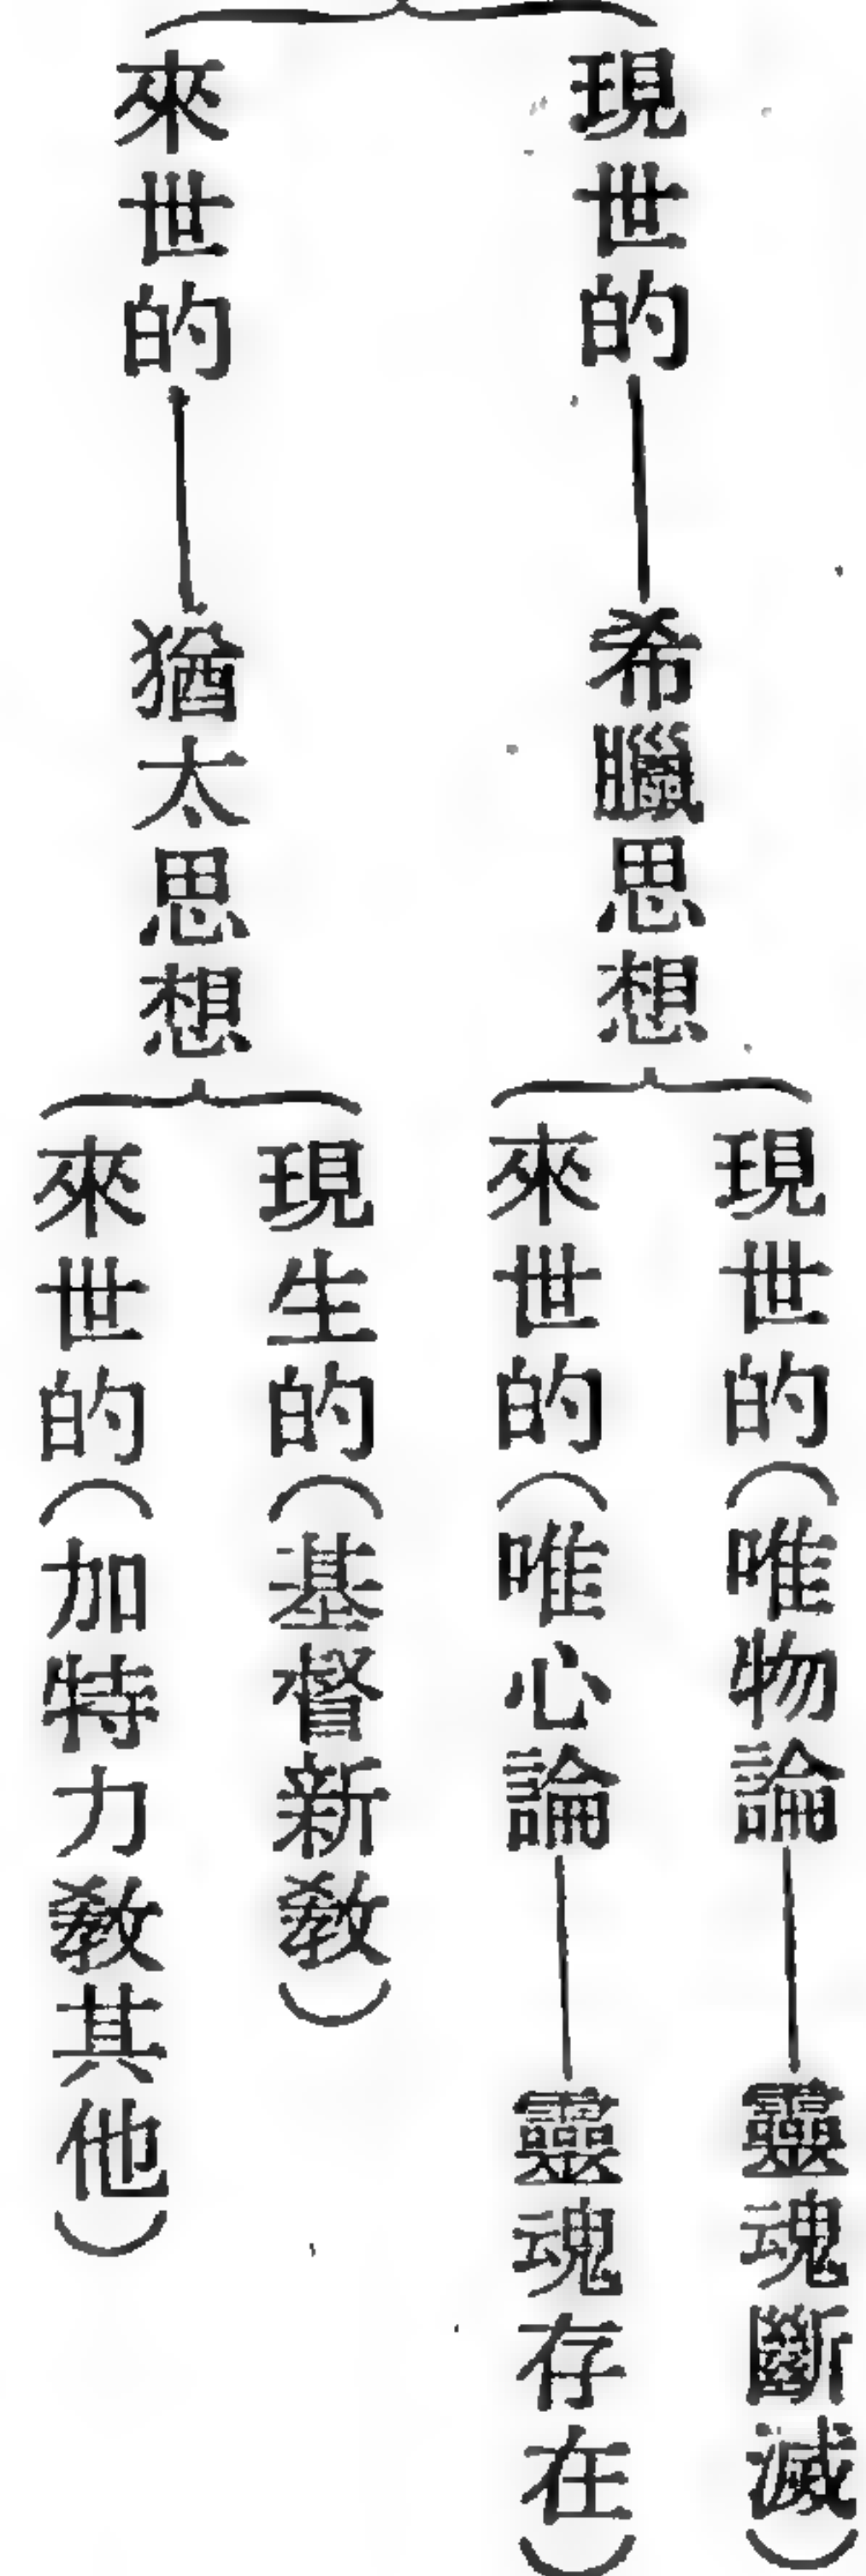 現世的──希臘思想
現世的(唯物論──靈魂斷滅)
來世的(唯心論──靈魂存在)
來世的──猶太思想
現生的(基督新敎)
來世的(加特力敎其他)